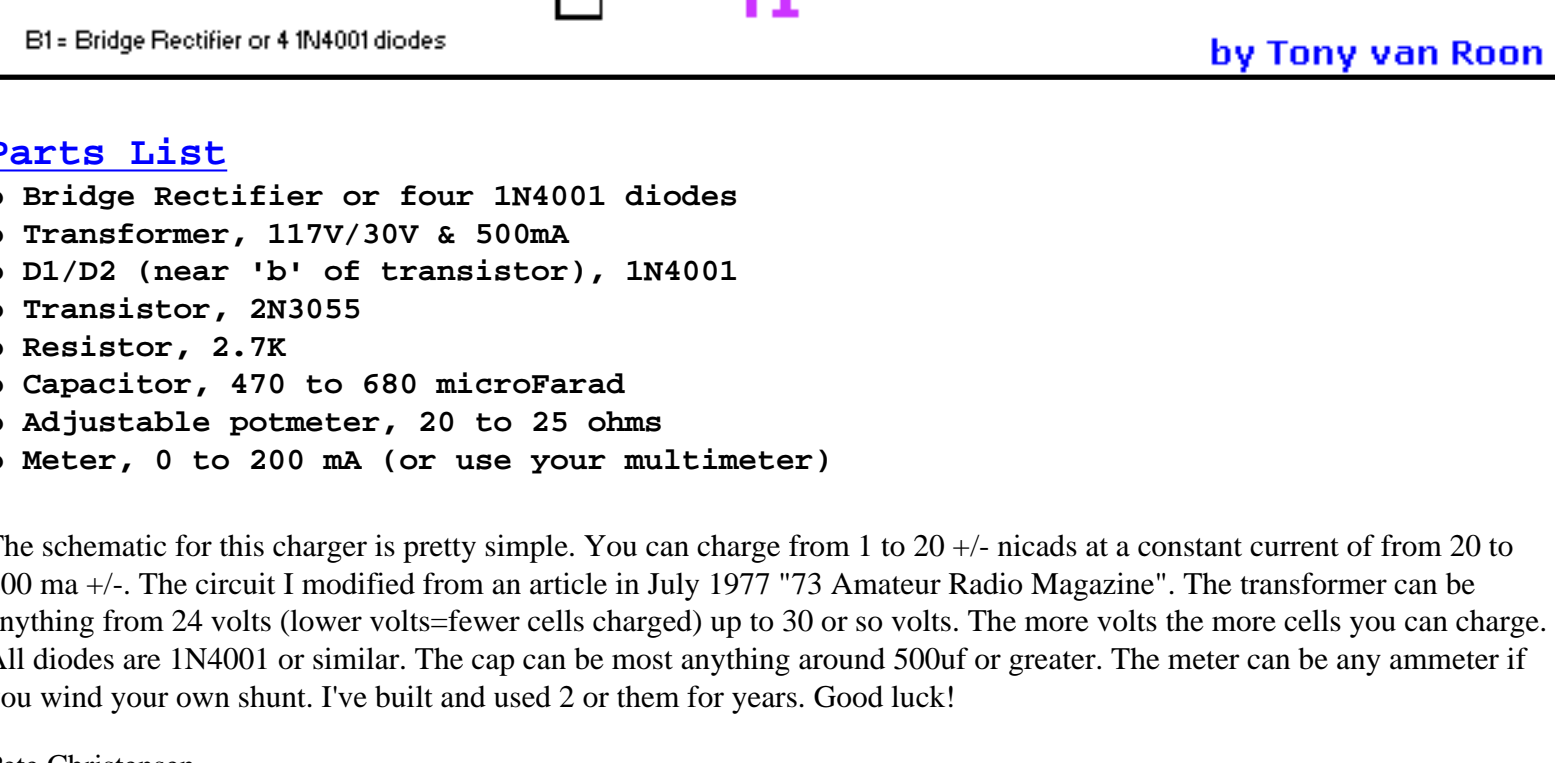 T1
B1= Bridge Rectifier or 4 1N4001 diodes
by Tony van Roon
Parts List
Bridge Rectifier or four 1N4001 diodes
Transformer, 117V/30V & 500mA
D1/D2 (near 'b' of transistor), 1N4001
Transistor, 2N3055
Resistor, 2.7K
Capacitor, 470 to 680 microFarad
Adjustable potmeter, 20 to 25 ohms
Meter, 0 to 200 mA (or use your multimeter)
The schematic for this charger is pretty simple. You can charge from 1 to 20 +/- nicads at a constant current of from 20 to
00 ma +/-. The circuit I modified from an article in July 1977 "73 Amateur Radio Magazine". The transformer can be
anything from 24 volts (lower volts=fewer cells charged) up to 30 or so volts. The more volts the more cells you can charge.
All diodes are 1N4001 or similar. The cap can be most anything around 500uf or greater. The meter can be any ammeter if
you wind your own shunt. I've built and used 2 or them for years. Good luck!